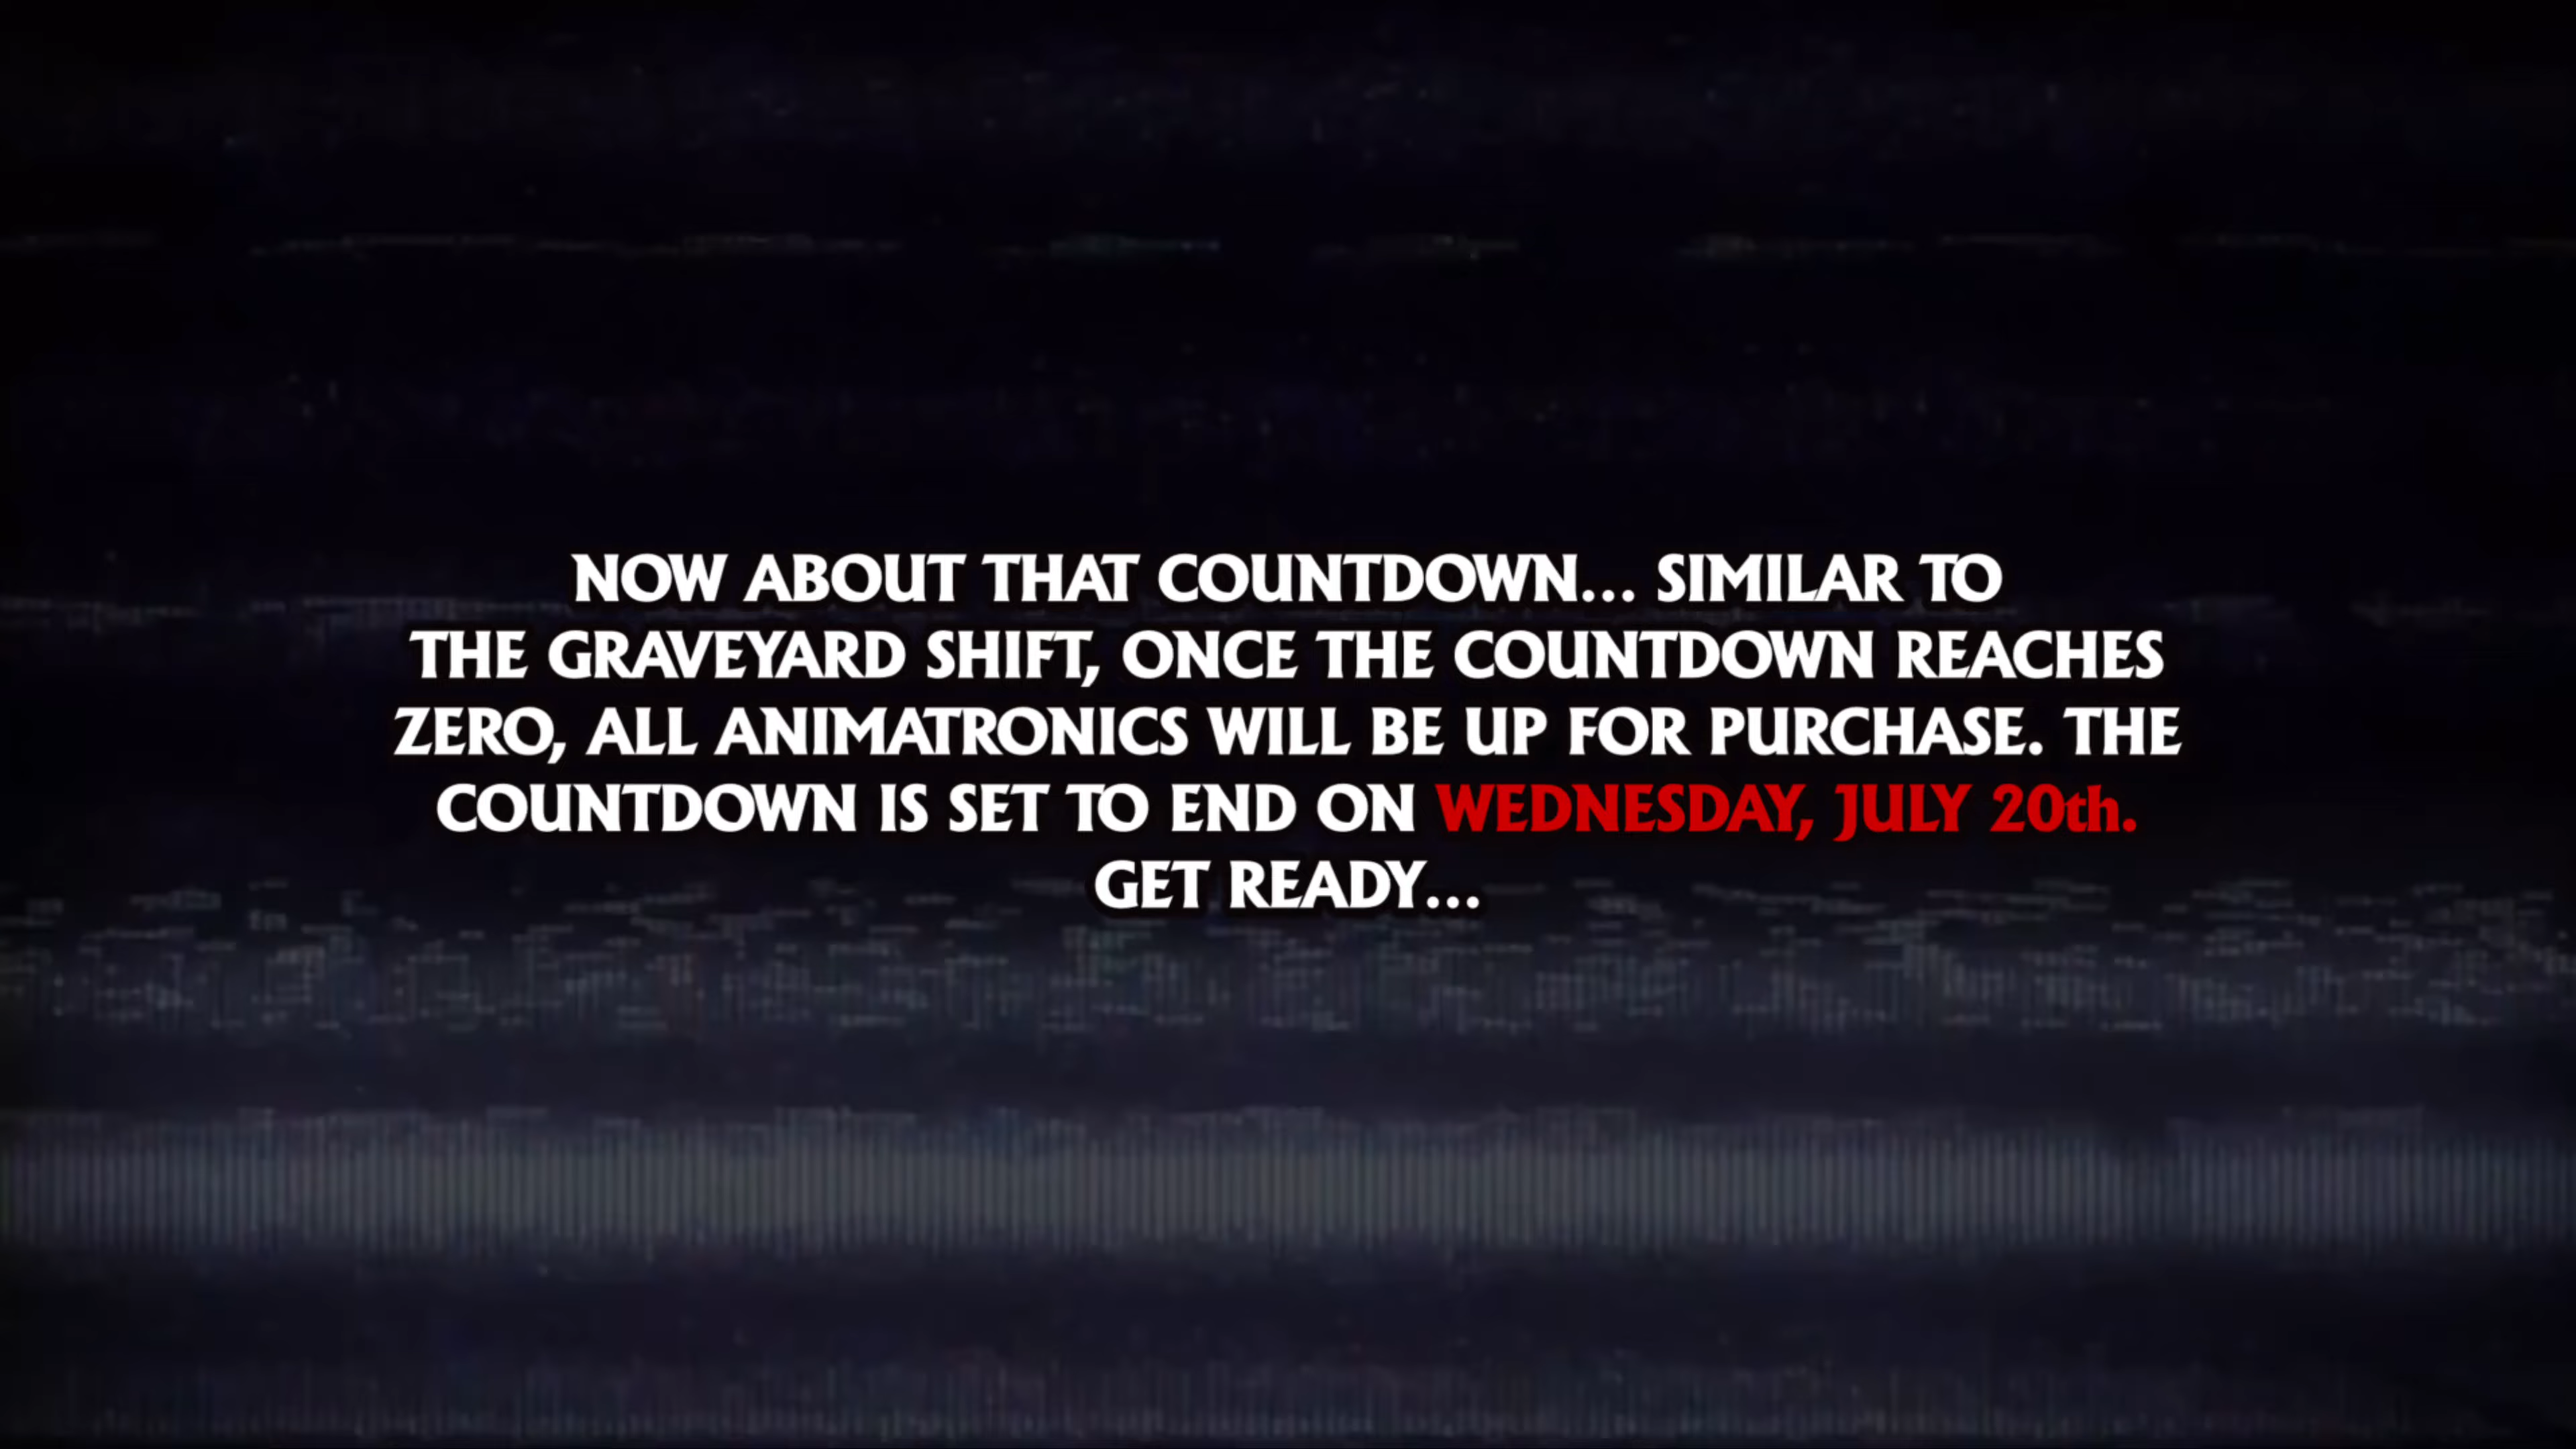 NOW ABOUT THAT COUNTDOWN... SIMILAR TO
THE GRAVEYARD SHIFT, ONCE THE COUNTDOWN REACHES
ZERO, ALL ANIMATRONICS WILL BE UP FOR PURCHASE. THE
COUNTDOWN IS SET TO END ON WEDNESDAY, JULY 20th.
GET READY...